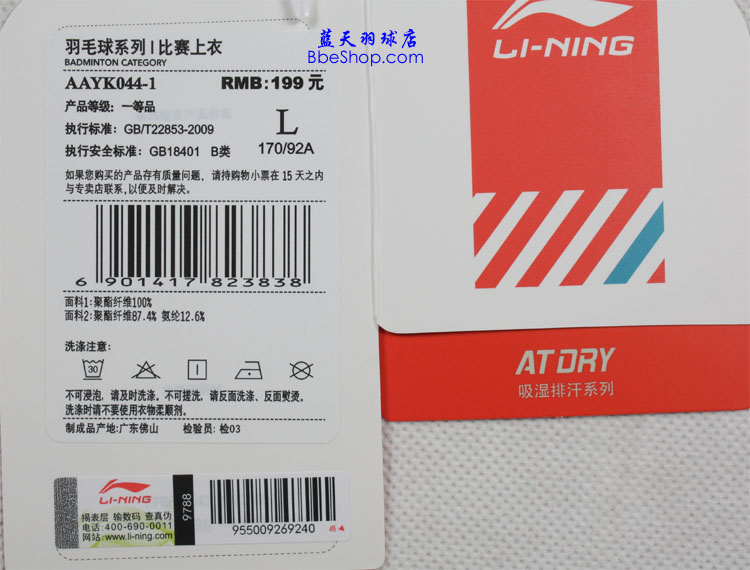 蓝天羽球店
BbeShop.com
羽毛球系列 | 比赛上衣
BADMINTON CATEGORY
AAYK044-1 RMB:199 元
产品等级: 一等品
执行标准: GB/T22853-2009
L
执行安全标准: GB18401 B类 170/92A
如果您购买的产品存有质量问题, 请持购物小票在 15 天之内
与专卖店联系,以便及时解决。
6 901417 823838
面料1:聚酯纤维100%
面料2:聚酯纤维87.4% 氨纶12.6%
洗涤注意:
30
不可浸泡, 请及时洗涤. 不可搓洗, 请反面洗涤、反面熨烫。
洗涤时请不要使用衣物柔顺剂。
制成品产地:广东佛山 检验员: 检03
LI-NING
揭表层 输数码 查真伪
电话:400-690-0011
网站:www.li-ning.com
9788
955009269240
LI-NING
AT DRY
吸湿排汗系列